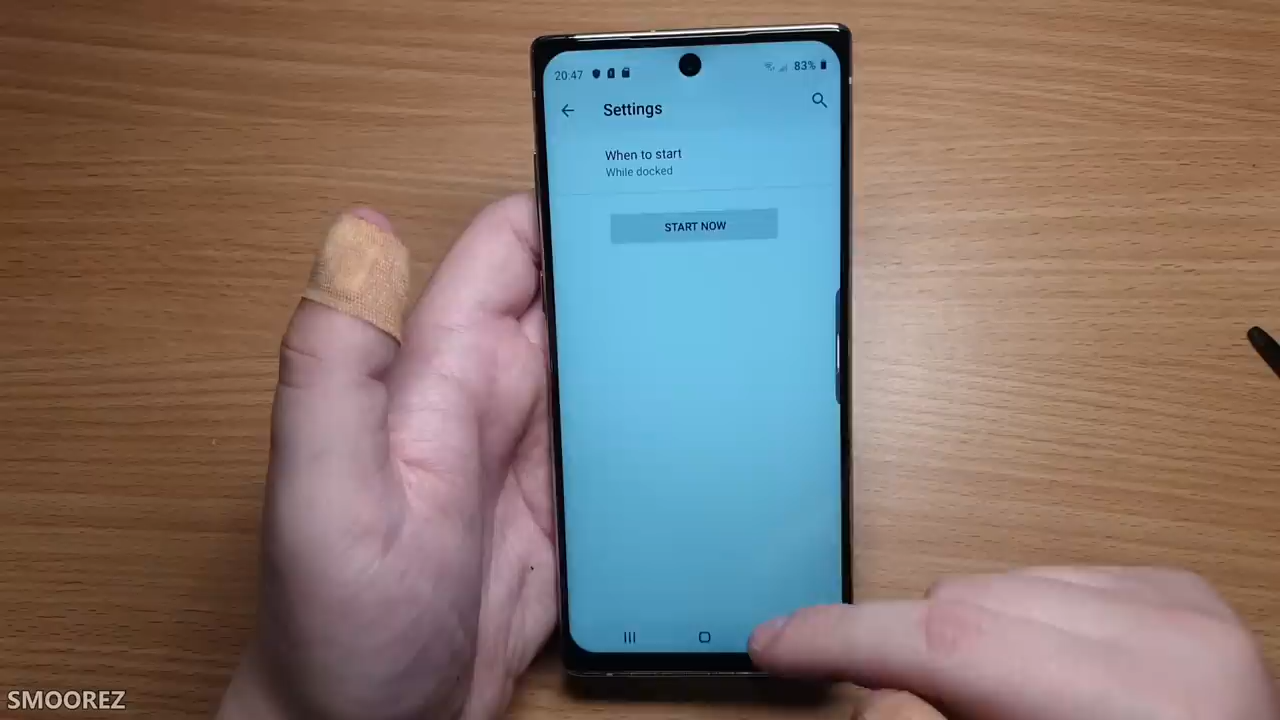 20:47 83%
Settings
When to start
While docked
START NOW
SMOOREZ